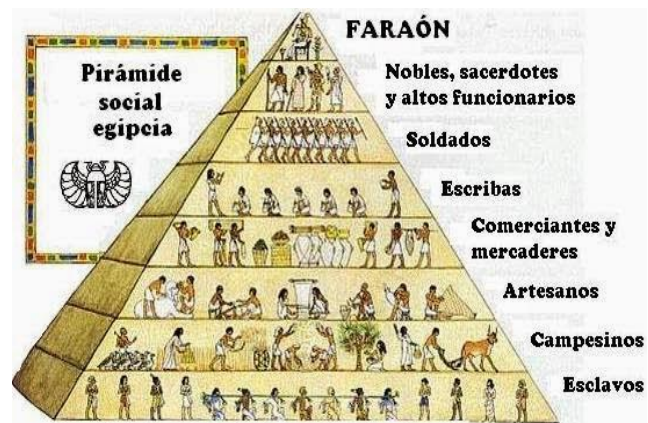 FARAÓN
Pirámide
social
egipcia
Nobles, sacerdotes
y altos funcionarios
Soldados
Escribas
Comerciantes y
mercaderes
Artesanos
Campesinos
Esclavos